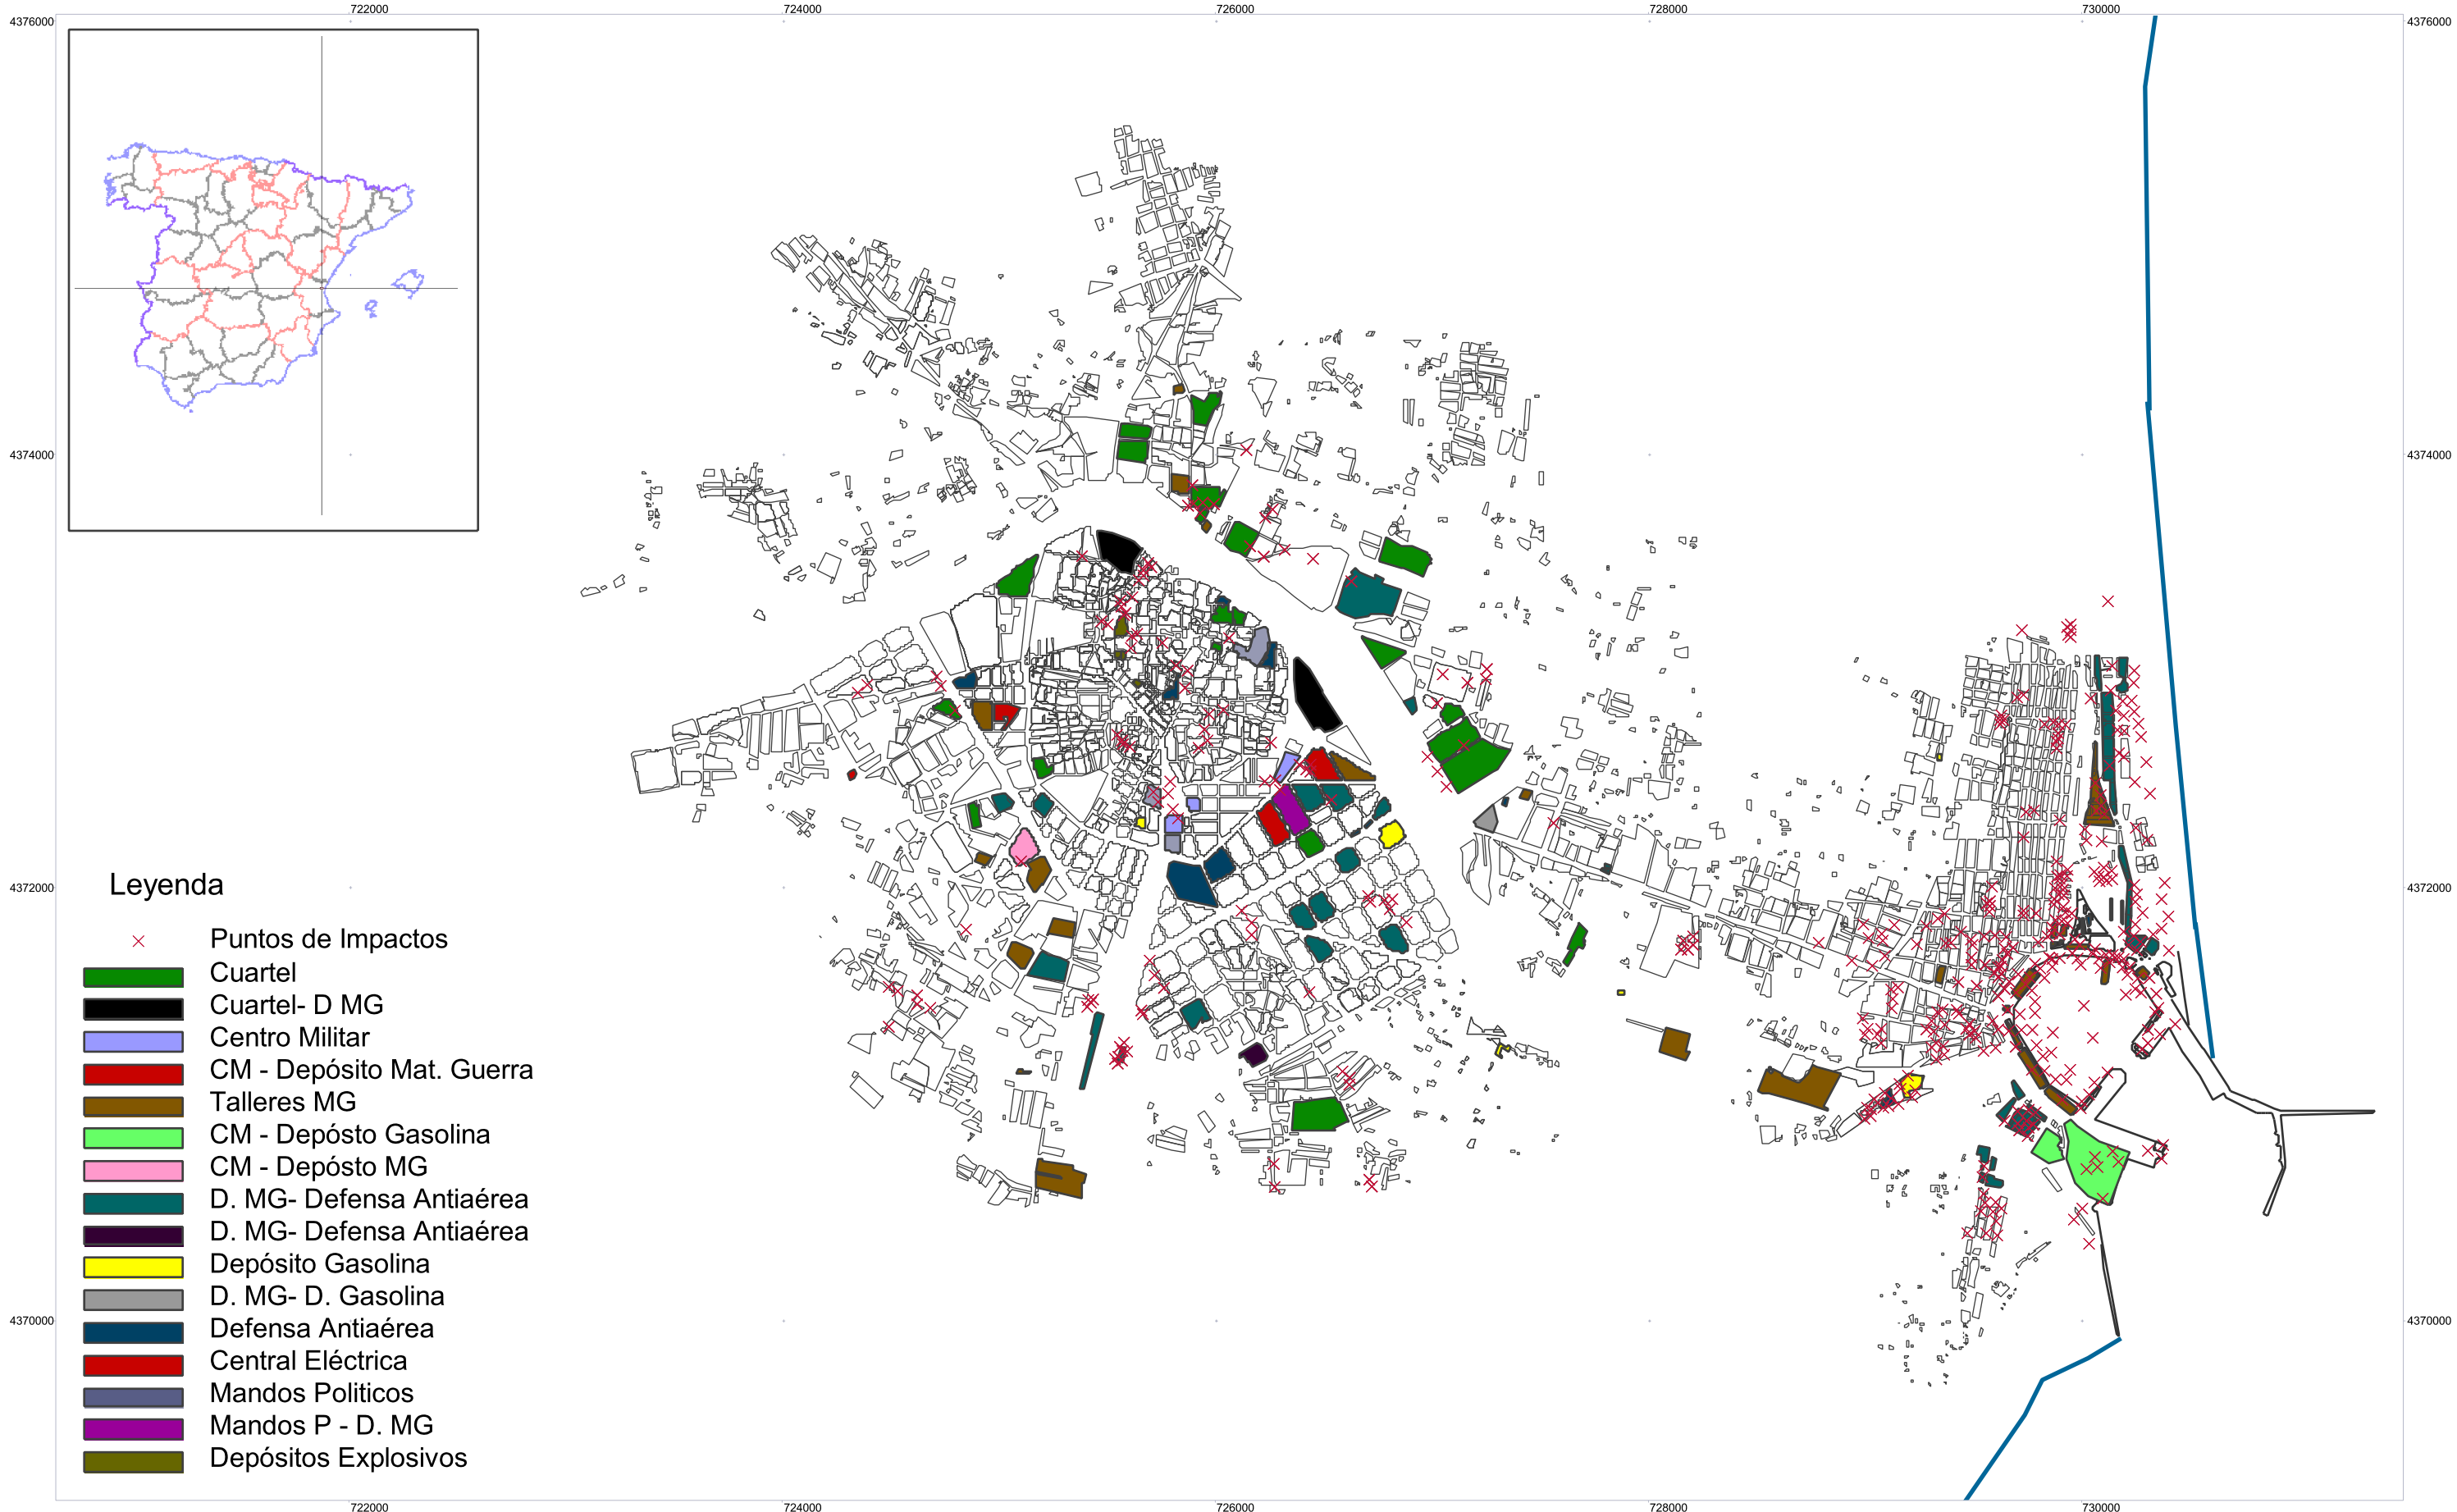 722000
724000
726000
728000
730000
4376000
4376000
4374000
4374000
4372000
4372000
4370000
4370000
Leyenda
Puntos de Impactos
Cuartel
Cuartel- D MG
Centro Militar
CM - Depósito Mat. Guerra
Talleres MG
CM - Depósto Gasolina
CM - Depósto MG
D. MG- Defensa Antiaérea
D. MG- Defensa Antiaérea
Depósito Gasolina
D. MG- D. Gasolina
Defensa Antiaérea
Central Eléctrica
Mandos Politicos
Mandos P - D. MG
Depósitos Explosivos
722000
724000
726000
728000
730000